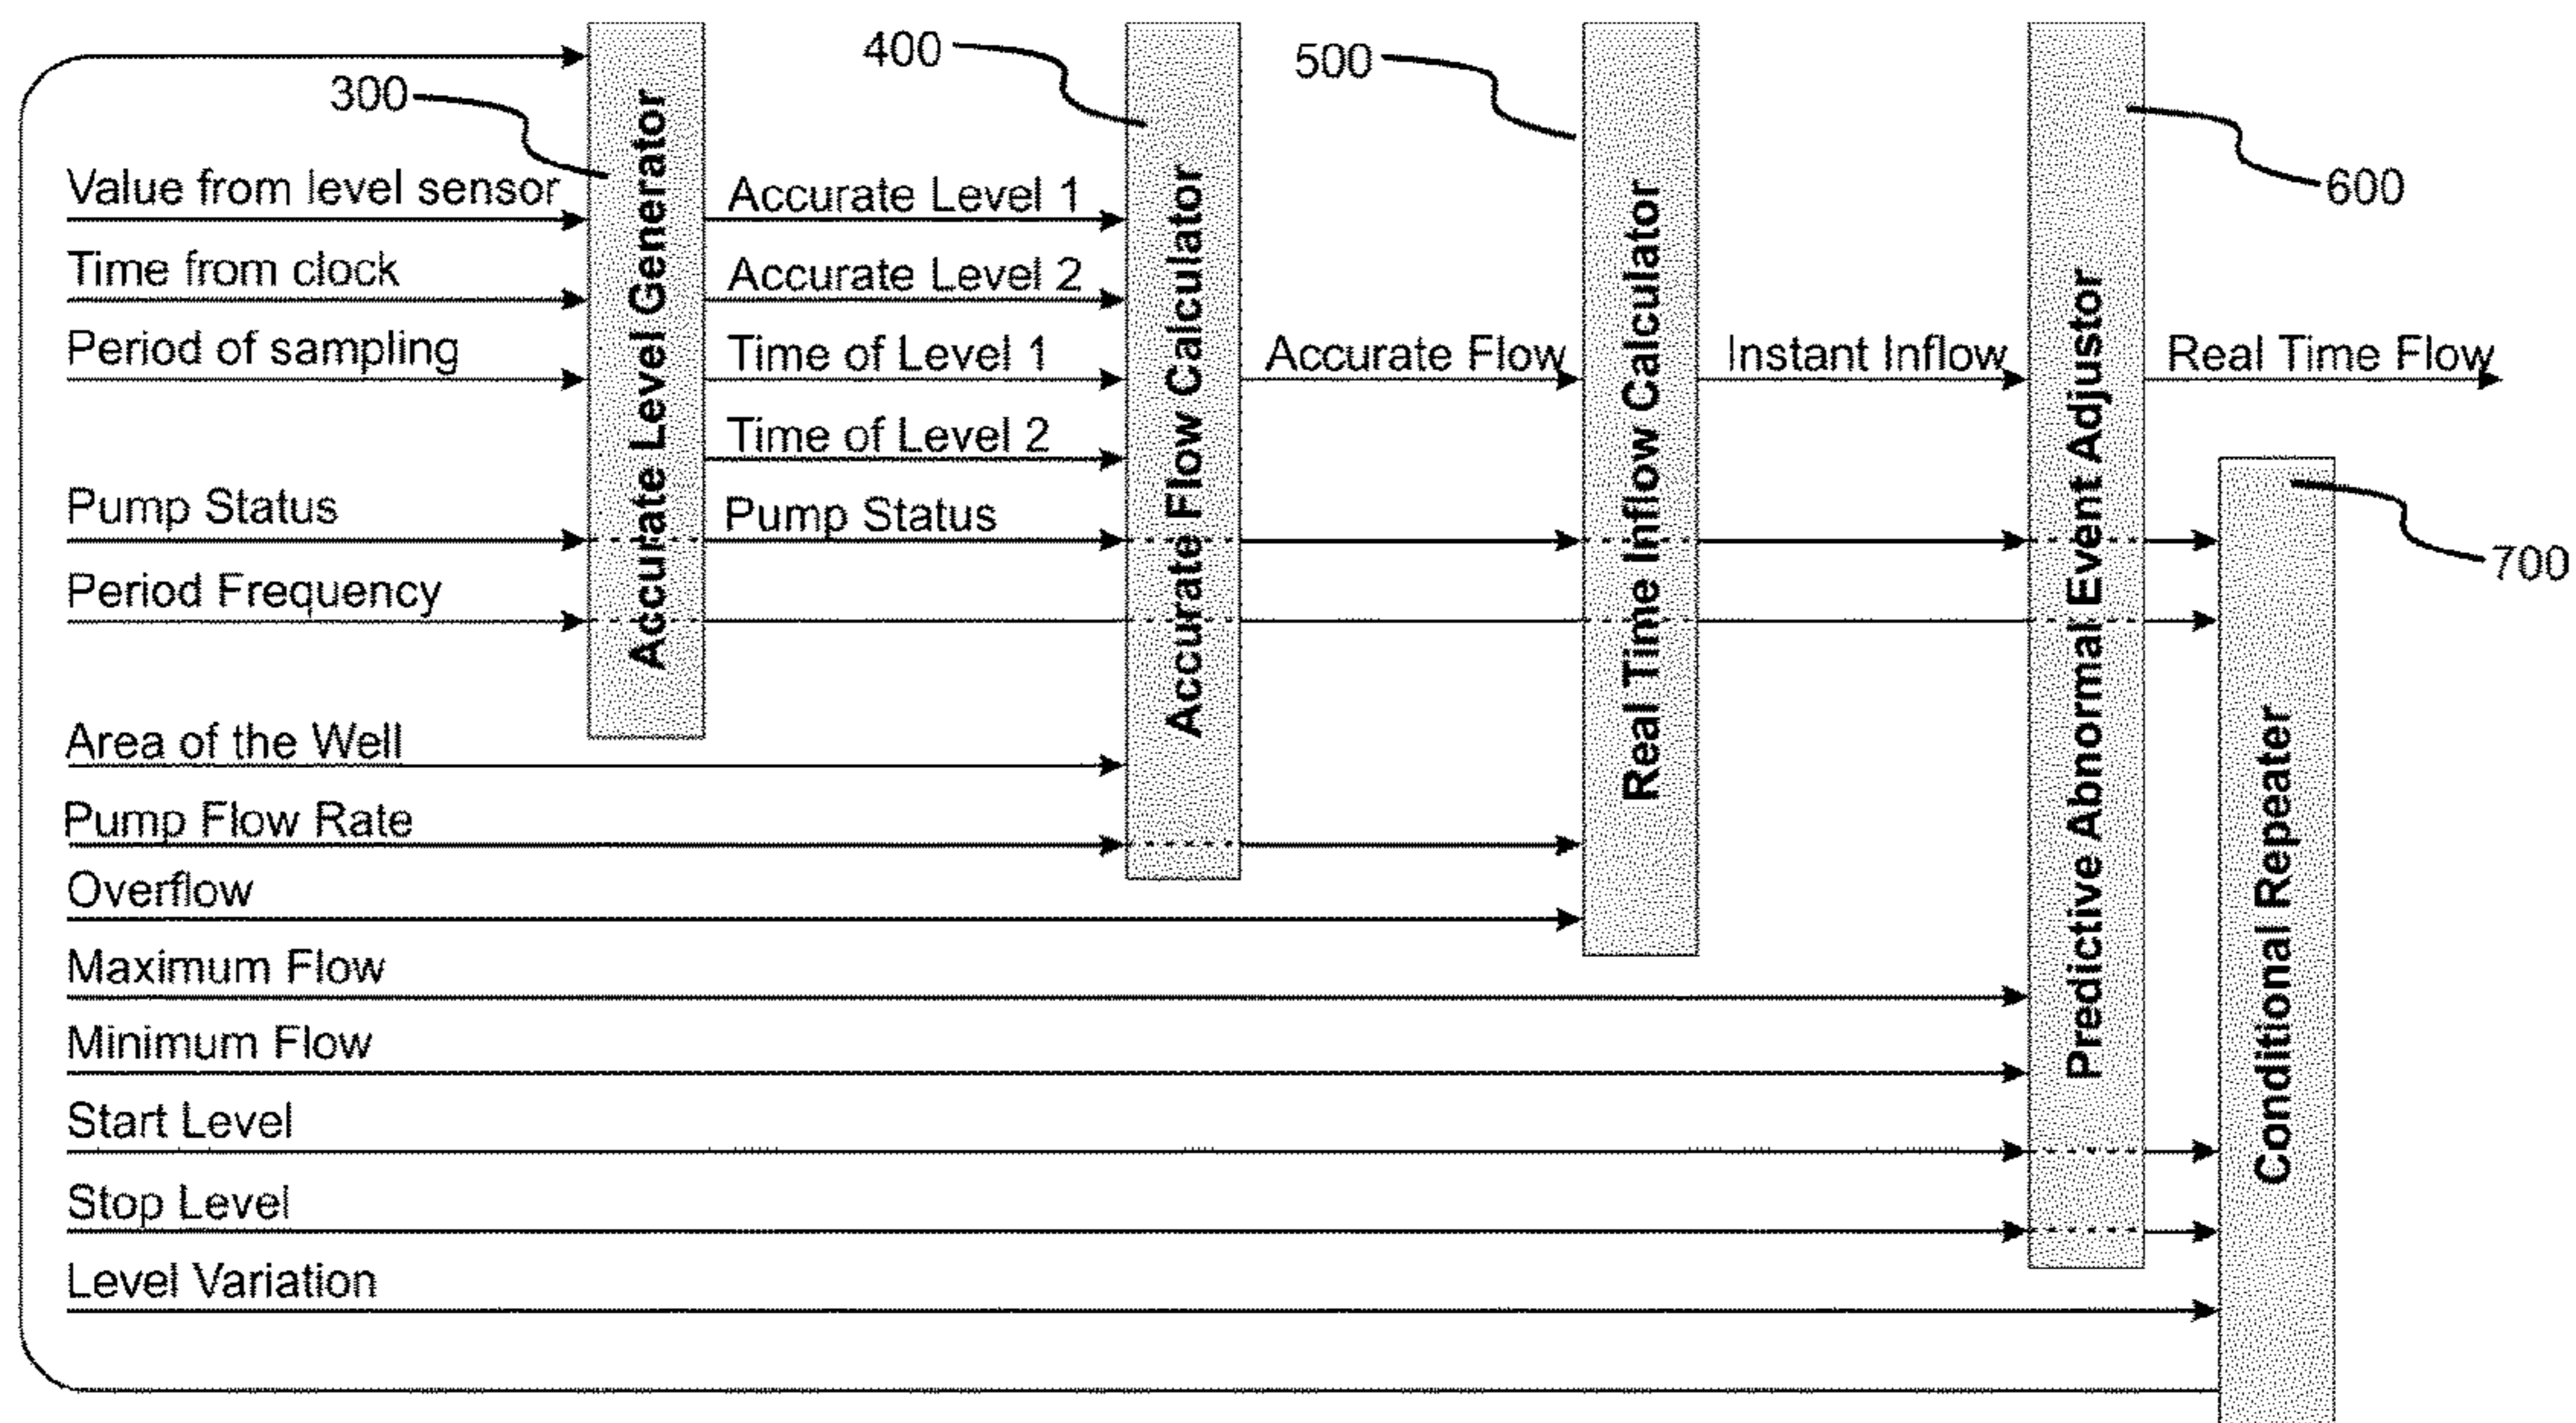 300
400
500
600
700
Value from level sensor
Time from clock
Period of sampling
Pump Status
Period Frequency
Area of the Well
Pump Flow Rate
Overflow
Maximum Flow
Minimum Flow
Start Level
Stop Level
Level Variation
Accurate Level Generator
Accurate Level 1
Accurate Level 2
Time of Level 1
Time of Level 2
Pump Status
Accurate Flow Calculator
Accurate Flow
Real Time Inflow Calculator
Instant Inflow
Predictive Abnormal Event Adjustor
Real Time Flow
Conditional Repeater